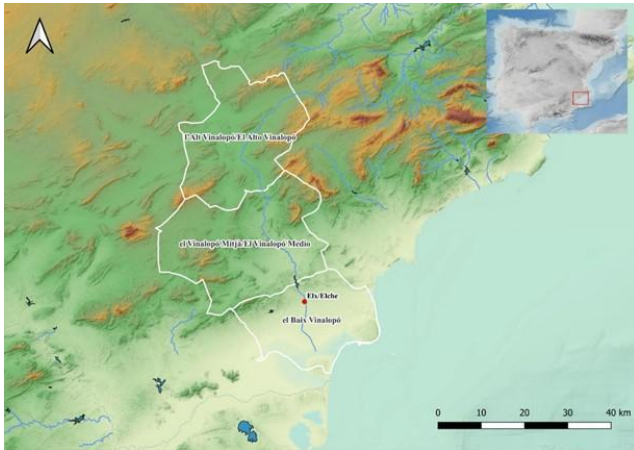 l'Alt Vinalopó/El Alto Vinalopó
el Vinalopó Mitjà/El Vinalopó Medio
Elx/Elche
el Baix Vinalopó
0 10 20 30 40 km